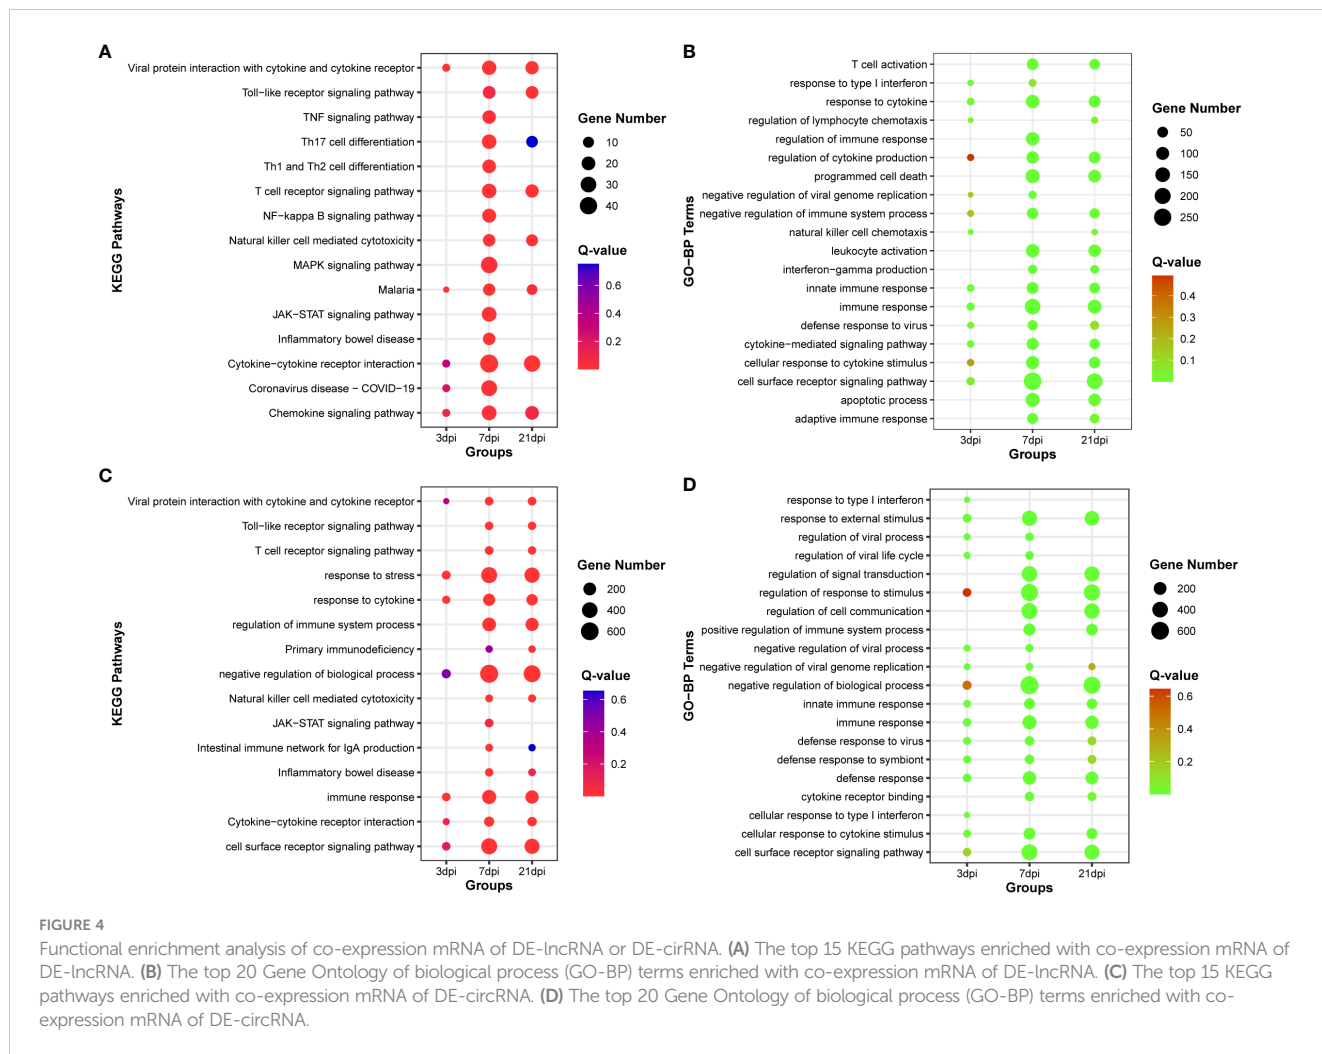 A
Viral protein interaction with cytokine and cytokine receptor
Toll−like receptor signaling pathway
TNF signaling pathway
Th17 cell differentiation
Th1 and Th2 cell differentiation
T cell receptor signaling pathway
NF−kappa B signaling pathway
Natural killer cell mediated cytotoxicity
MAPK signaling pathway
Malaria
JAK−STAT signaling pathway
Inflammatory bowel disease
Cytokine−cytokine receptor interaction
Coronavirus disease − COVID−19
Chemokine signaling pathway
KEGG Pathways
3dpi 7dpi 21dpi
Groups
Gene Number
10
20
30
40
Q-value
0.6
0.4
0.2
B
T cell activation
response to type I interferon
response to cytokine
regulation of lymphocyte chemotaxis
regulation of immune response
regulation of cytokine production
programmed cell death
negative regulation of viral genome replication
negative regulation of immune system process
natural killer cell chemotaxis
leukocyte activation
interferon−gamma production
innate immune response
immune response
defense response to virus
cytokine−mediated signaling pathway
cellular response to cytokine stimulus
cell surface receptor signaling pathway
apoptotic process
adaptive immune response
GO−BP Terms
3dpi 7dpi 21dpi
Groups
Gene Number
50
100
150
200
250
Q-value
0.4
0.3
0.2
0.1
C
Viral protein interaction with cytokine and cytokine receptor
Toll−like receptor signaling pathway
T cell receptor signaling pathway
response to stress
response to cytokine
regulation of immune system process
Primary immunodeficiency
negative regulation of biological process
Natural killer cell mediated cytotoxicity
JAK−STAT signaling pathway
Intestinal immune network for IgA production
Inflammatory bowel disease
immune response
Cytokine−cytokine receptor interaction
cell surface receptor signaling pathway
KEGG Pathways
3dpi 7dpi 21dpi
Groups
Gene Number
200
400
600
Q-value
0.6
0.4
0.2
D
response to type I interferon
response to external stimulus
regulation of viral process
regulation of viral life cycle
regulation of signal transduction
regulation of response to stimulus
regulation of cell communication
positive regulation of immune system process
negative regulation of viral process
negative regulation of viral genome replication
negative regulation of biological process
innate immune response
immune response
defense response to virus
defense response to symbiont
defense response
cytokine receptor binding
cellular response to type I interferon
cellular response to cytokine stimulus
cell surface receptor signaling pathway
GO−BP Terms
3dpi 7dpi 21dpi
Groups
Gene Number
200
400
600
Q-value
0.6
0.4
0.2
FIGURE 4
Functional enrichment analysis of co-expression mRNA of DE-lncRNA or DE-cirRNA. (A) The top 15 KEGG pathways enriched with co-expression mRNA of
DE-lncRNA. (B) The top 20 Gene Ontology of biological process (GO-BP) terms enriched with co-expression mRNA of DE-lncRNA. (C) The top 15 KEGG
pathways enriched with co-expression mRNA of DE-circRNA. (D) The top 20 Gene Ontology of biological process (GO-BP) terms enriched with co-
expression mRNA of DE-circRNA.